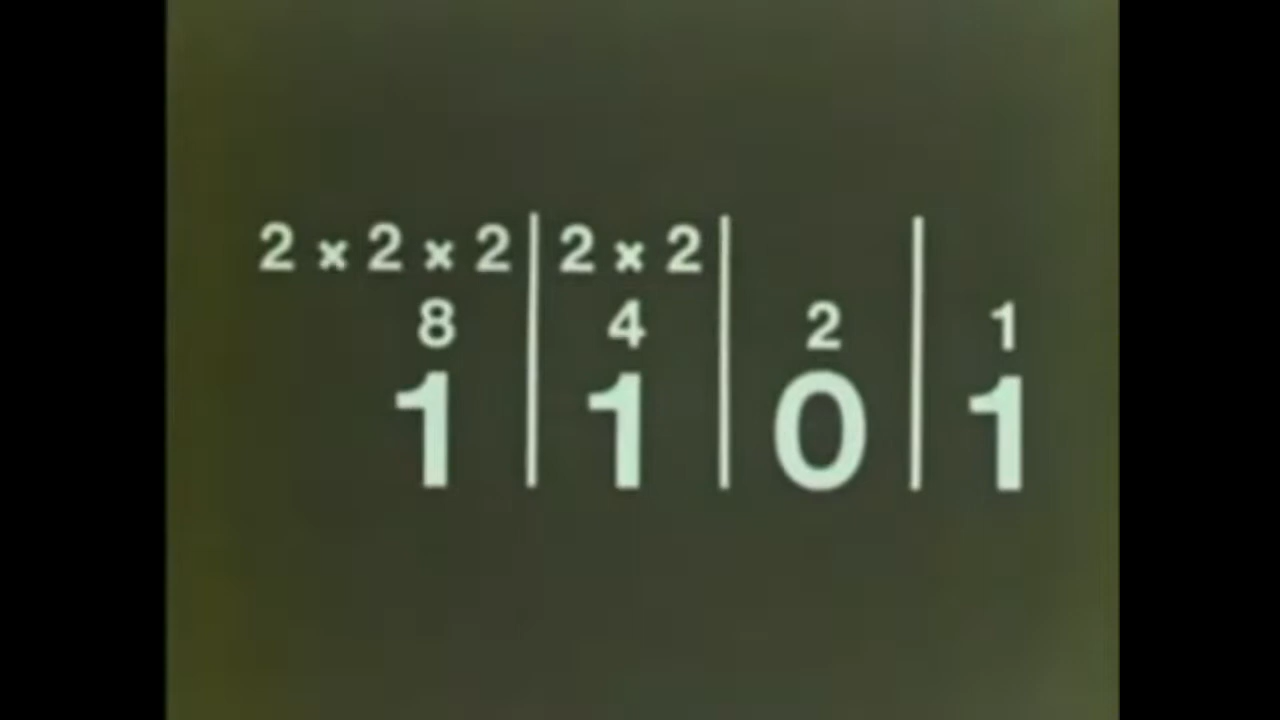 2 × 2 × 2 | 2 × 2 | |
8 | 4 | 2 | 1
1 | 1 | 0 | 1